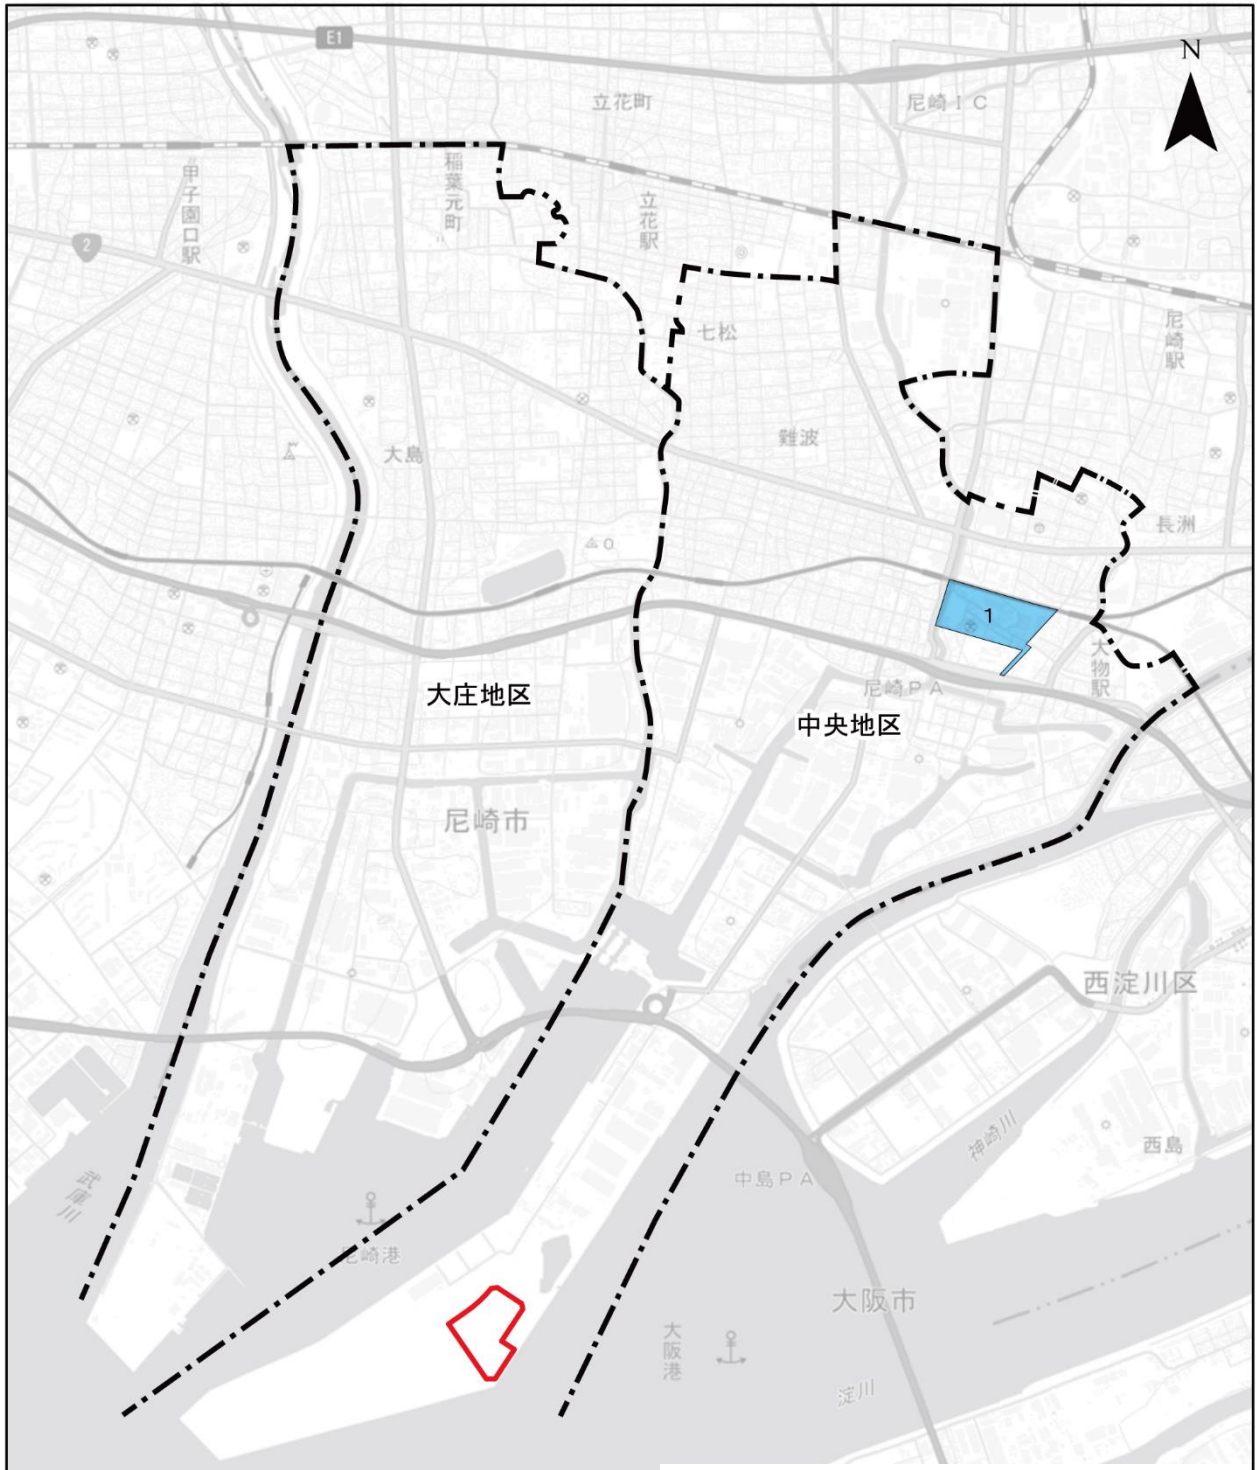 E1
N
立花町
尼崎IC
甲子園口駅
稲葉元町
立花駅
2
七松
尼崎駅
大島
難波
長洲
1
大物駅
大庄地区
尼崎PA
中央地区
尼崎市
西淀川区
武庫川
神崎川
西島
中島PA
尼崎港
大阪市
大阪港
淀川